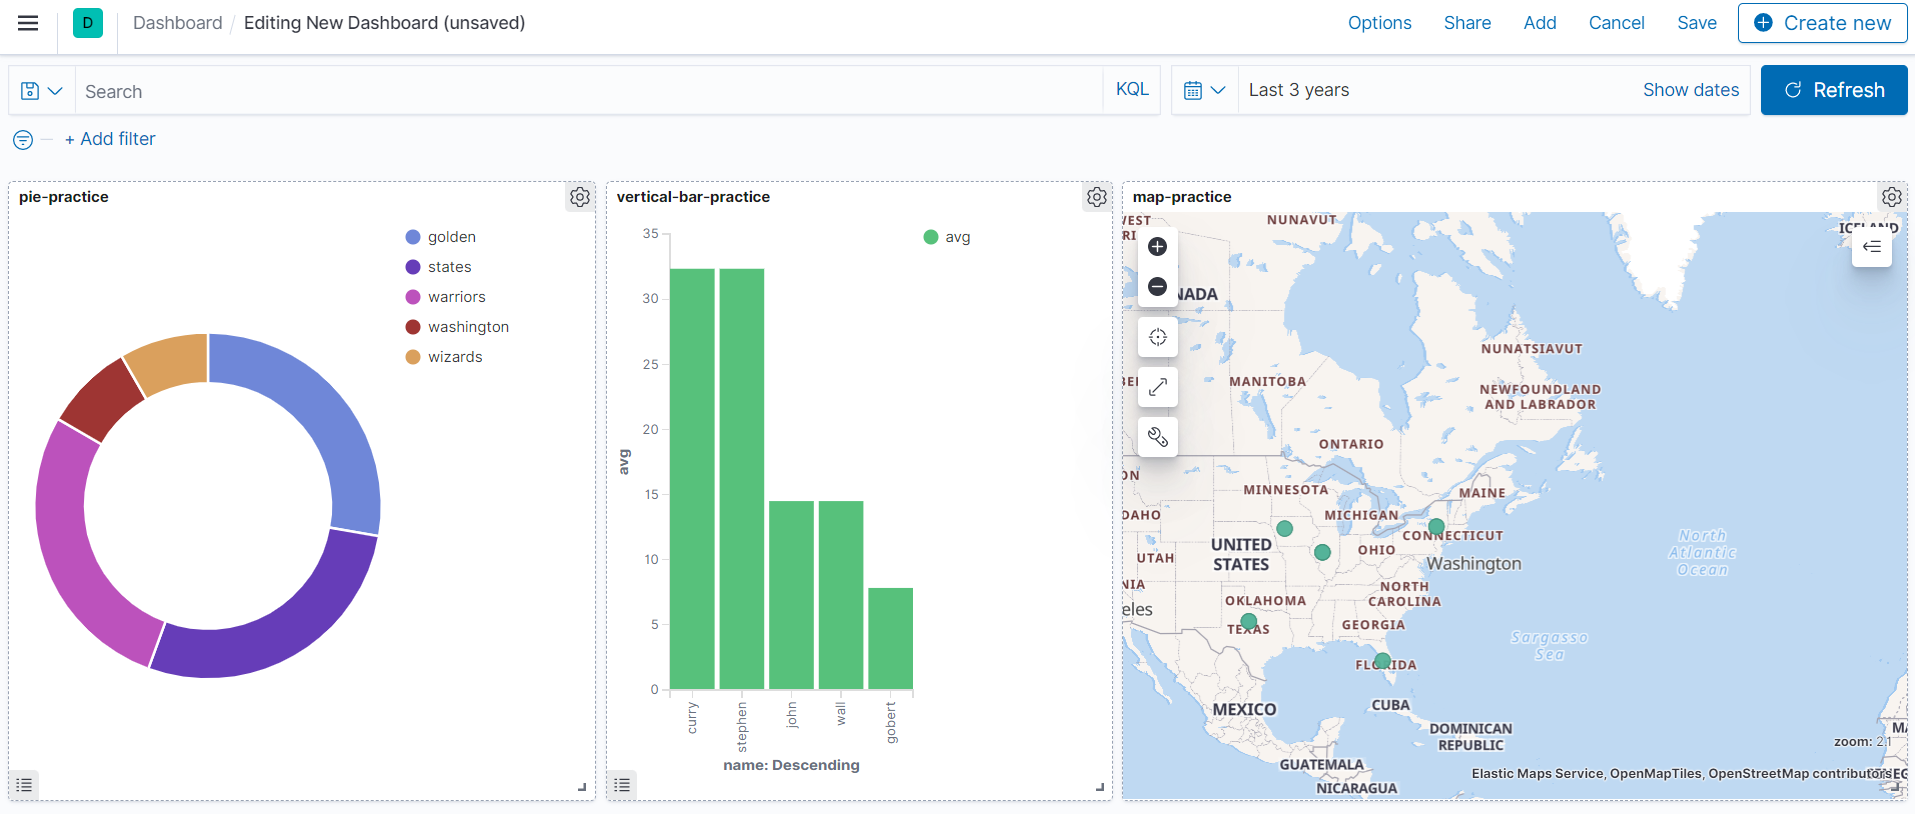 D Dashboard / Editing New Dashboard (unsaved) Options Share Add Cancel Save Create new
Search KQL Last 3 years Show dates Refresh
+ Add filter
pie-practice
golden
states
warriors
washington
wizards
vertical-bar-practice
avg
35
30
25
20
15
10
5
0
avg
curry
stephen
john
wall
gobert
name: Descending
map-practice
NUNAVUT
ICELAND
NADA
NUNATSIAVUT
MANITOBA
NEWFOUNDLAND
AND LABRADOR
ONTARIO
MINNESOTA
MAINE
DAHO
MICHIGAN
CONNECTICUT
UNITED
STATES
OHIO
UTAH
Washington
North
Atlantic
Ocean
NIA
NORTH
CAROLINA
OKLAHOMA
eles
TEXAS
GEORGIA
Sargasso
Sea
FLORIDA
MEXICO
CUBA
DOMINICAN
REPUBLIC
zoom: 2.1
GUATEMALA
Elastic Maps Service, OpenMapTiles, OpenStreetMap contributors
NICARAGUA